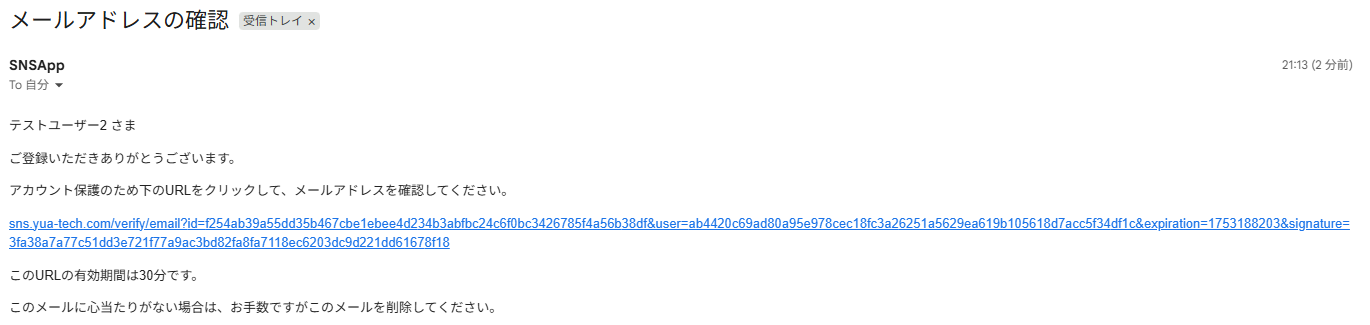 メールアドレスの確認 受信トレイ ×
SNSApp 21:13 (2 分前)
To 自分
テストユーザー2 さま
ご登録いただきありがとうございます。
アカウント保護のため下のURLをクリックして、メールアドレスを確認してください。
sns.yua-tech.com/verify/email?id=f254ab39a55dd35b467cbe1ebee4d234b3abfbc24c6f0bc3426785f4a56b38df&user=ab4420c69ad80a95e978cec18fc3a26251a5629ea619b105618d7acc5f34df1c&expiration=1753188203&signature=
3fa38a7a77c51dd3e721f77a9ac3bd82fa8fa7118ec6203dc9d221dd61678f18
このURLの有効期間は30分です。
このメールに心当たりがない場合は、お手数ですがこのメールを削除してください。